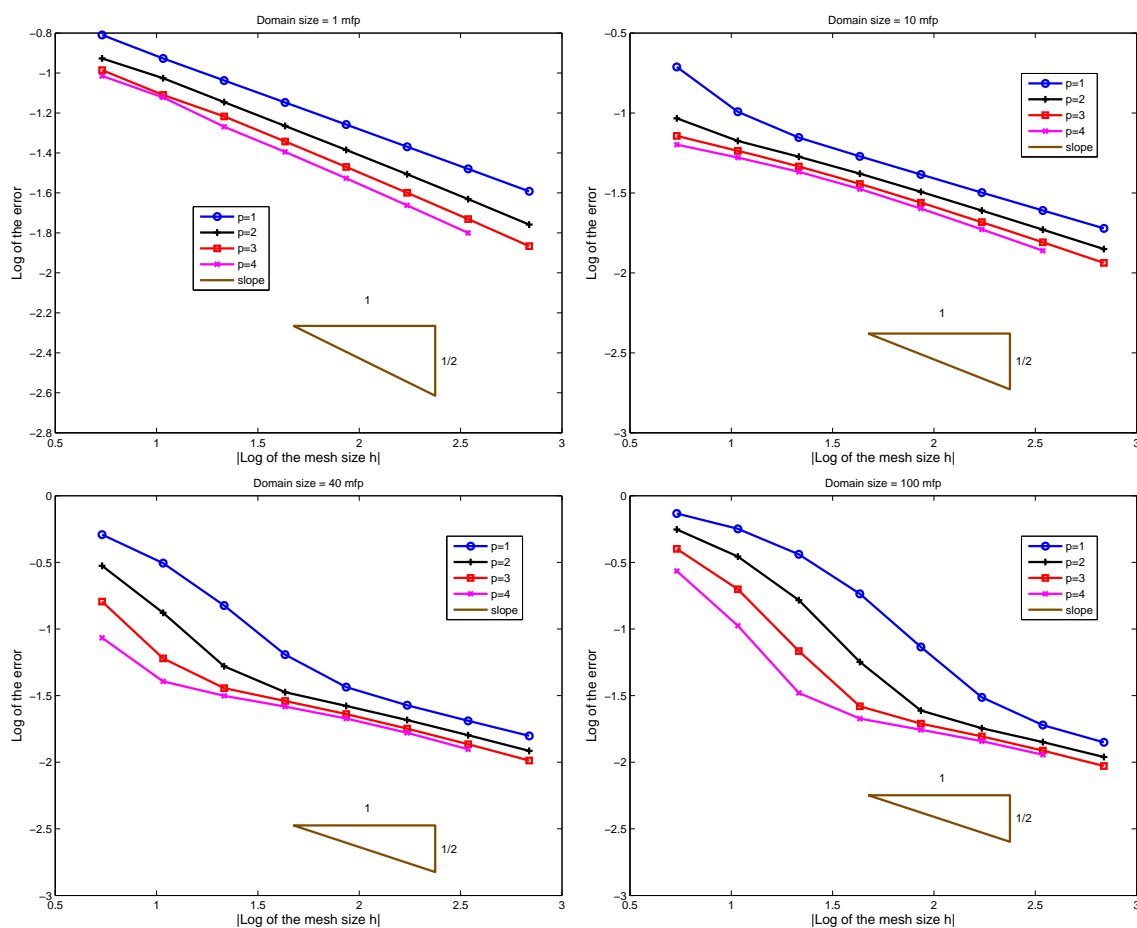 Domain size = 1 mfp
Log of the error
−0.8
−1
−1.2
−1.4
−1.6
−1.8
−2
−2.2
−2.4
−2.6
−2.8
p=1
p=2
p=3
p=4
slope
1
1/2
0.5
1
1.5
2
2.5
3
|Log of the mesh size h|
Domain size = 10 mfp
Log of the error
−0.5
−1
−1.5
−2
−2.5
−3
p=1
p=2
p=3
p=4
slope
1
1/2
0.5
1
1.5
2
2.5
3
|Log of the mesh size h|
Domain size = 40 mfp
Log of the error
0
−0.5
−1
−1.5
−2
−2.5
−3
p=1
p=2
p=3
p=4
slope
1
1/2
0.5
1
1.5
2
2.5
3
|Log of the mesh size h|
Domain size = 100 mfp
Log of the error
0
−0.5
−1
−1.5
−2
−2.5
−3
p=1
p=2
p=3
p=4
slope
1
1/2
0.5
1
1.5
2
2.5
3
|Log of the mesh size h|